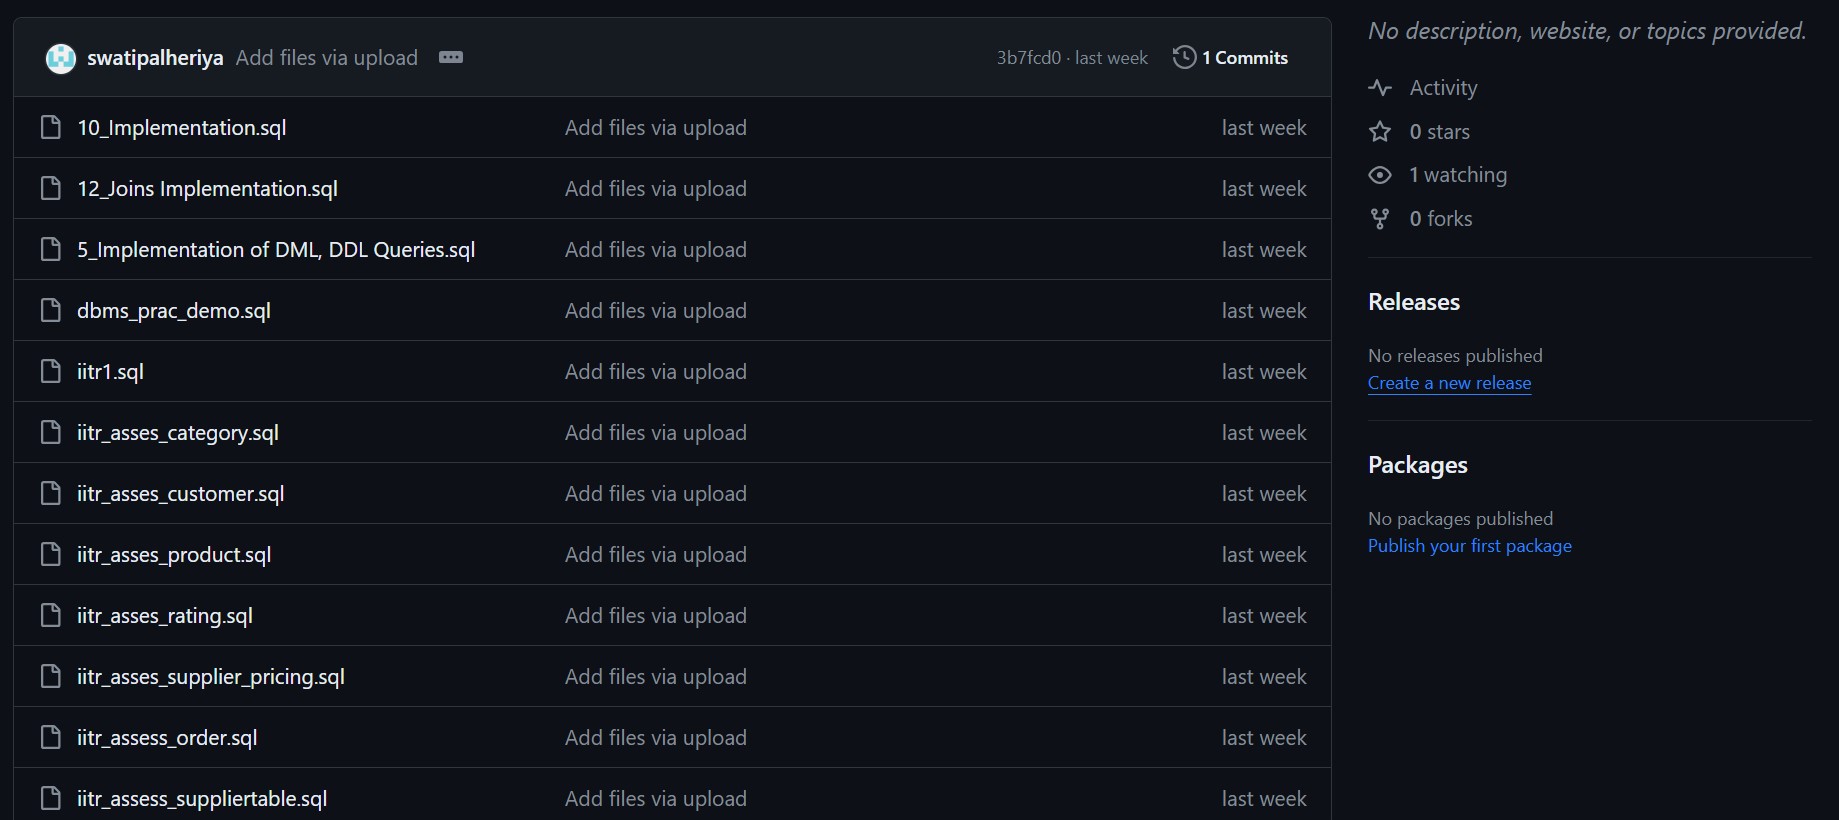 swatipalheriya Add files via upload 3b7fcd0 · last week 1 Commits
10_Implementation.sql Add files via upload last week
12_Joins Implementation.sql Add files via upload last week
5_Implementation of DML, DDL Queries.sql Add files via upload last week
dbms_prac_demo.sql Add files via upload last week
iitr1.sql Add files via upload last week
iitr_asses_category.sql Add files via upload last week
iitr_asses_customer.sql Add files via upload last week
iitr_asses_product.sql Add files via upload last week
iitr_asses_rating.sql Add files via upload last week
iitr_asses_supplier_pricing.sql Add files via upload last week
iitr_assess_order.sql Add files via upload last week
iitr_assess_suppliertable.sql Add files via upload last week
No description, website, or topics provided.
Activity
0 stars
1 watching
0 forks
Releases
No releases published
Create a new release
Packages
No packages published
Publish your first package